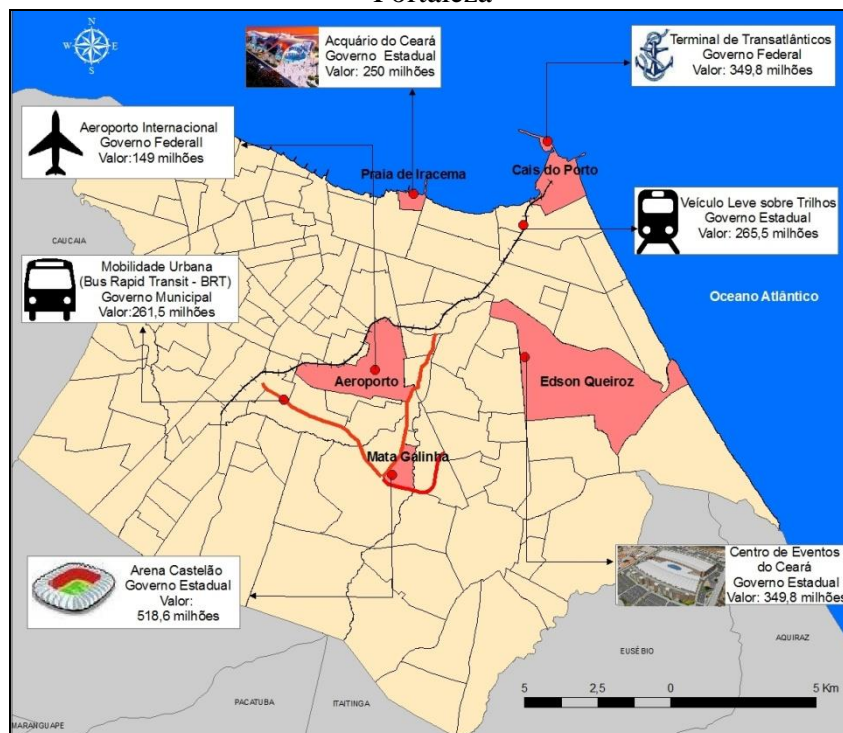 Fortaleza
N
W
E
S
Acquário do Ceará
Governo Estadual
Valor: 250 milhões
Terminal de Transatlânticos
Governo Federal
Valor: 349,8 milhões
Aeroporto Internacional
Governo Federall
Valor:149 milhões
Praia de Iracema
Cais do Porto
Veículo Leve sobre Trilhos
Governo Estadual
Valor: 265,5 milhões
CAUCAIA
Mobilidade Urbana
(Bus Rapid Transit - BRT)
Governo Municipal
Valor:261,5 milhões
Oceano Atlântico
Aeroporto
Edson Queiroz
Mata Galinha
Arena Castelão
Governo Estadual
Valor:
518,6 milhões
Centro de Eventos
do Ceará
Governo Estadual
Valor: 349,8 milhões
EUSÉBIO
AQUIRAZ
PACATUBA
ITAITINGA
MARANGUAPE
5 2,5 0 5 Km